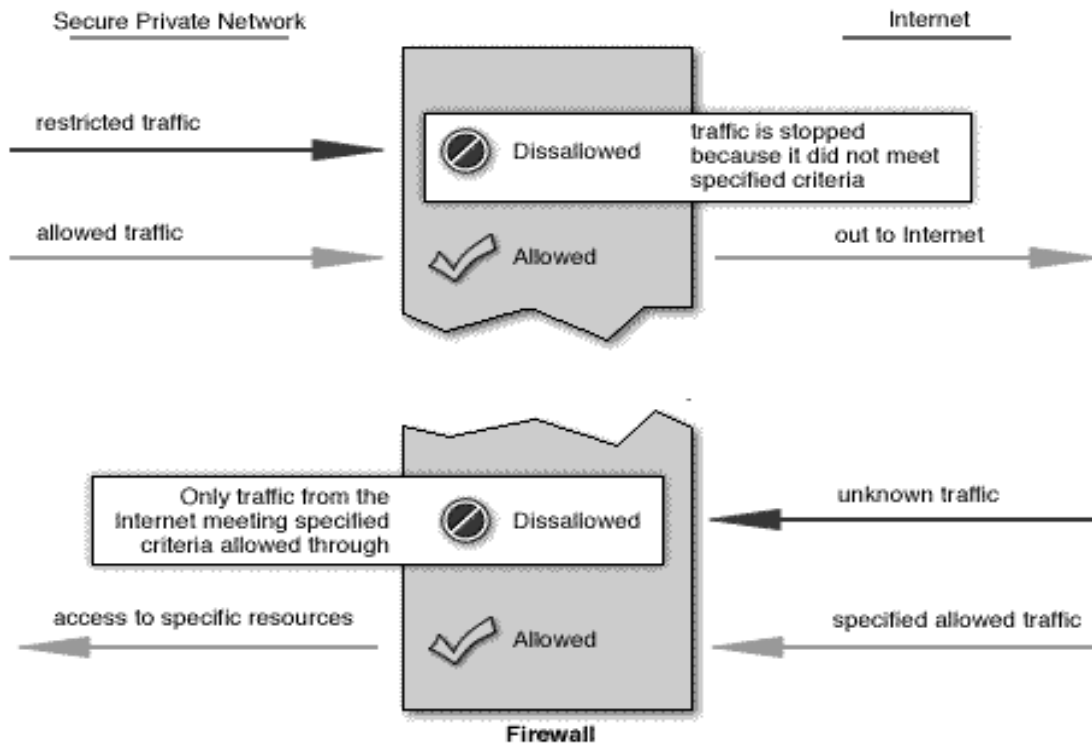 Secure Private Network
Internet
restricted traffic
Dissallowed
traffic is stopped
because it did not meet
specified criteria
allowed traffic
Allowed
out to Internet
Only traffic from the
Internet meeting specified
criteria allowed through
Dissallowed
unknown traffic
access to specific resources
Allowed
specified allowed traffic
Firewall